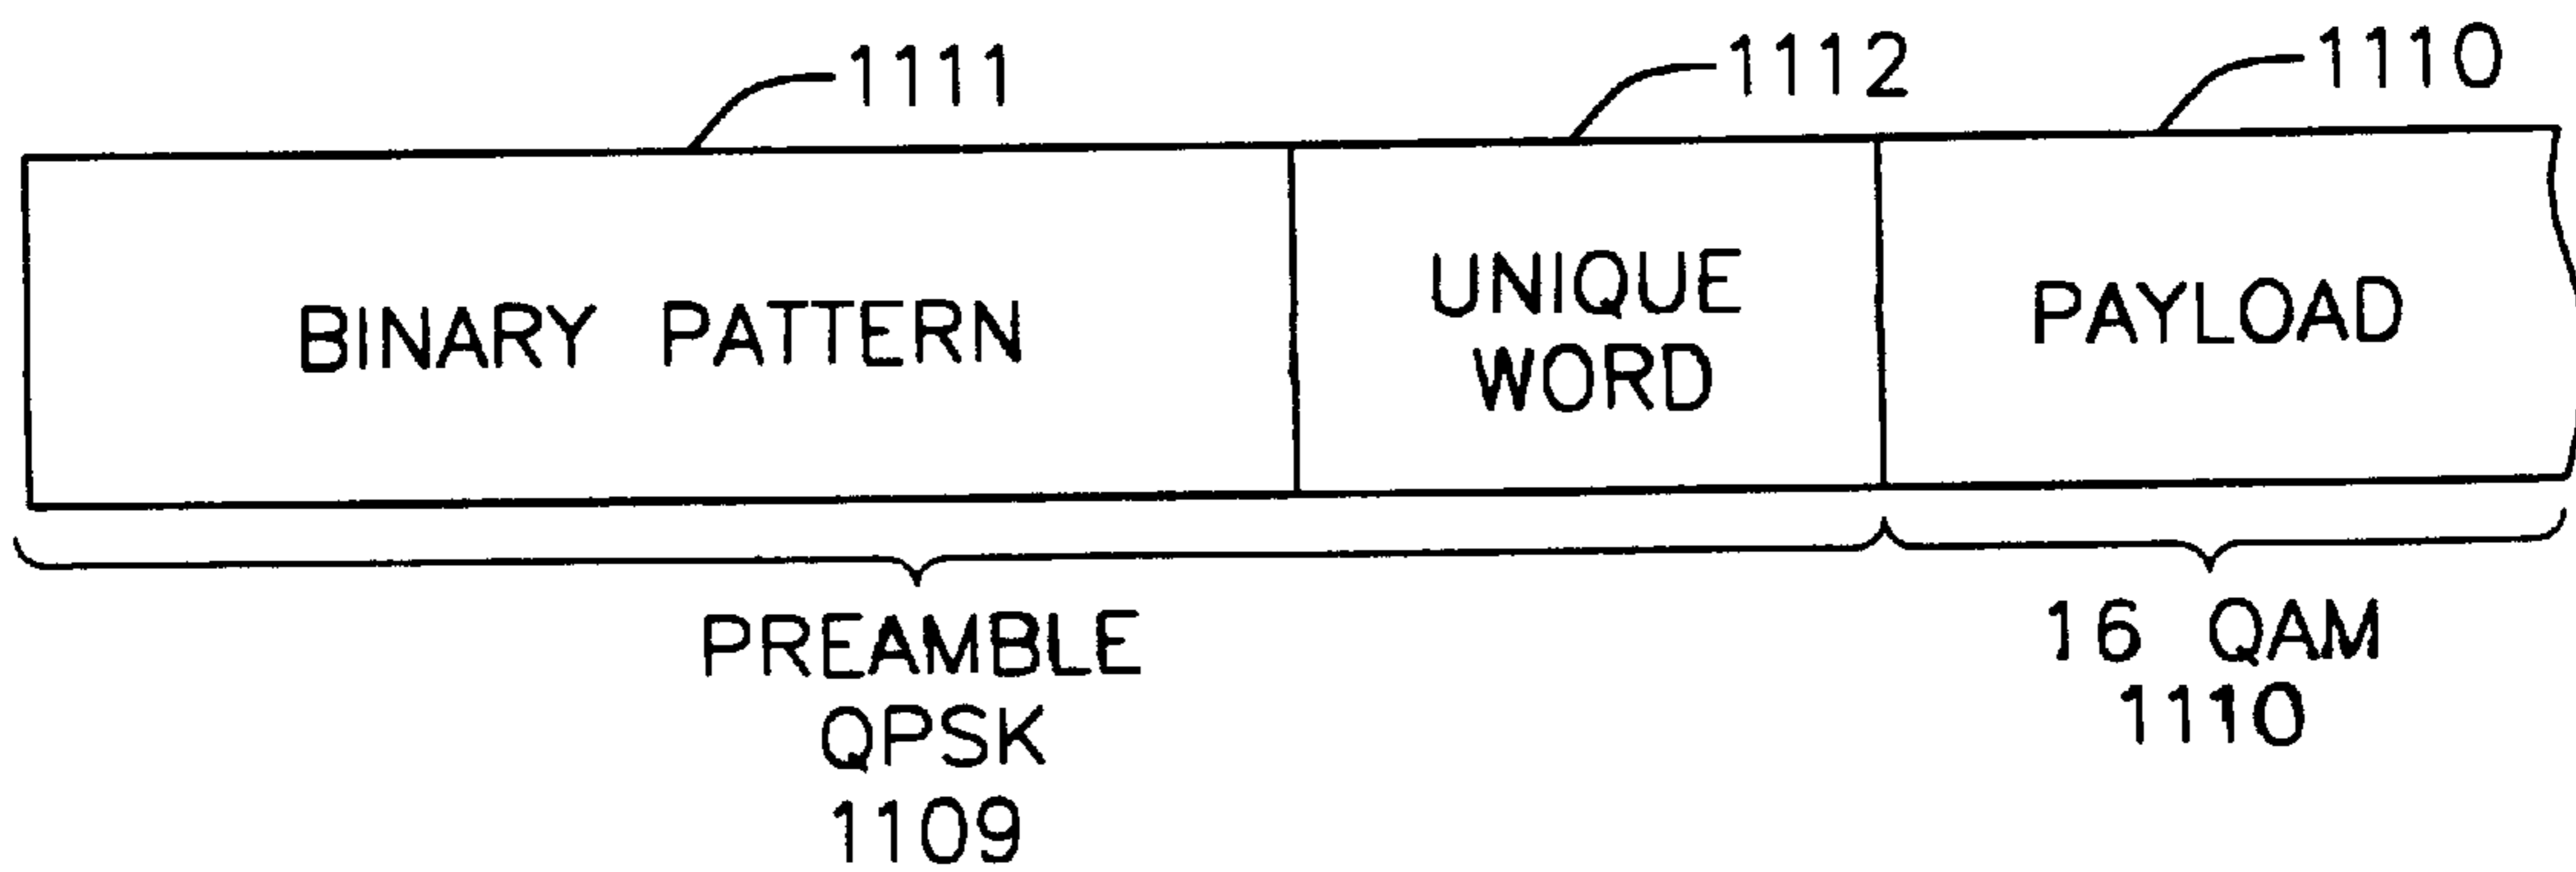 1111
1112
1110
BINARY PATTERN
UNIQUE
WORD
PAYLOAD
PREAMBLE
QPSK
1109
16 QAM
1110